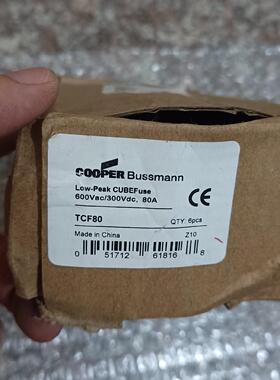 COOPER Bussmann
Low-Peak CUBEFuse
600Vac/300Vdc, 80A
CE
TCF80
QTY: 6pcs
Made in China
Z10
0 51712 61816 8